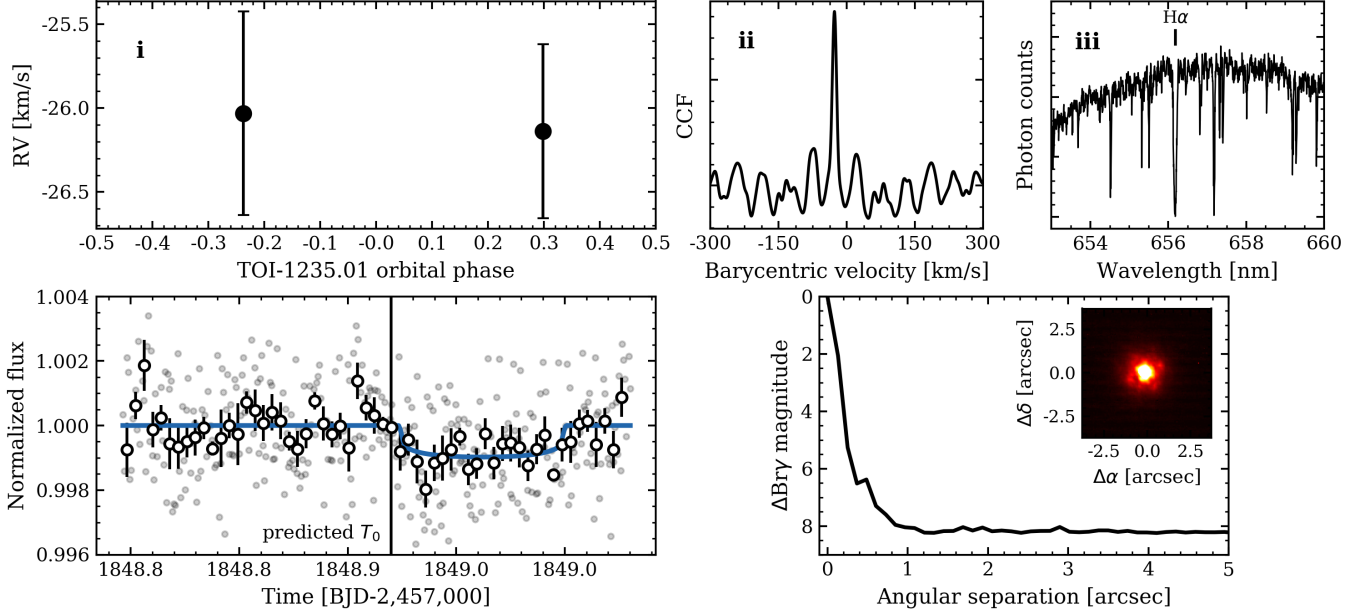 i
RV [km/s]
-25.5
-26.0
-26.5
-0.5 -0.4 -0.3 -0.2 -0.1 -0.0 0.1 0.2 0.3 0.4 0.5
TOI-1235.01 orbital phase
ii
CCF
-300 -150 0 150 300
Barycentric velocity [km/s]
Hα
iii
Photon counts
654 656 658 660
Wavelength [nm]
Normalized flux
1.004
1.002
1.000
0.998
0.996
predicted T₀
1848.8 1848.8 1848.9 1849.0 1849.0
Time [BJD-2,457,000]
ΔBrγ magnitude
0
2
4
6
8
0 1 2 3 4 5
Angular separation [arcsec]
Δδ [arcsec]
2.5
0.0
-2.5
-2.5 0.0 2.5
Δα [arcsec]